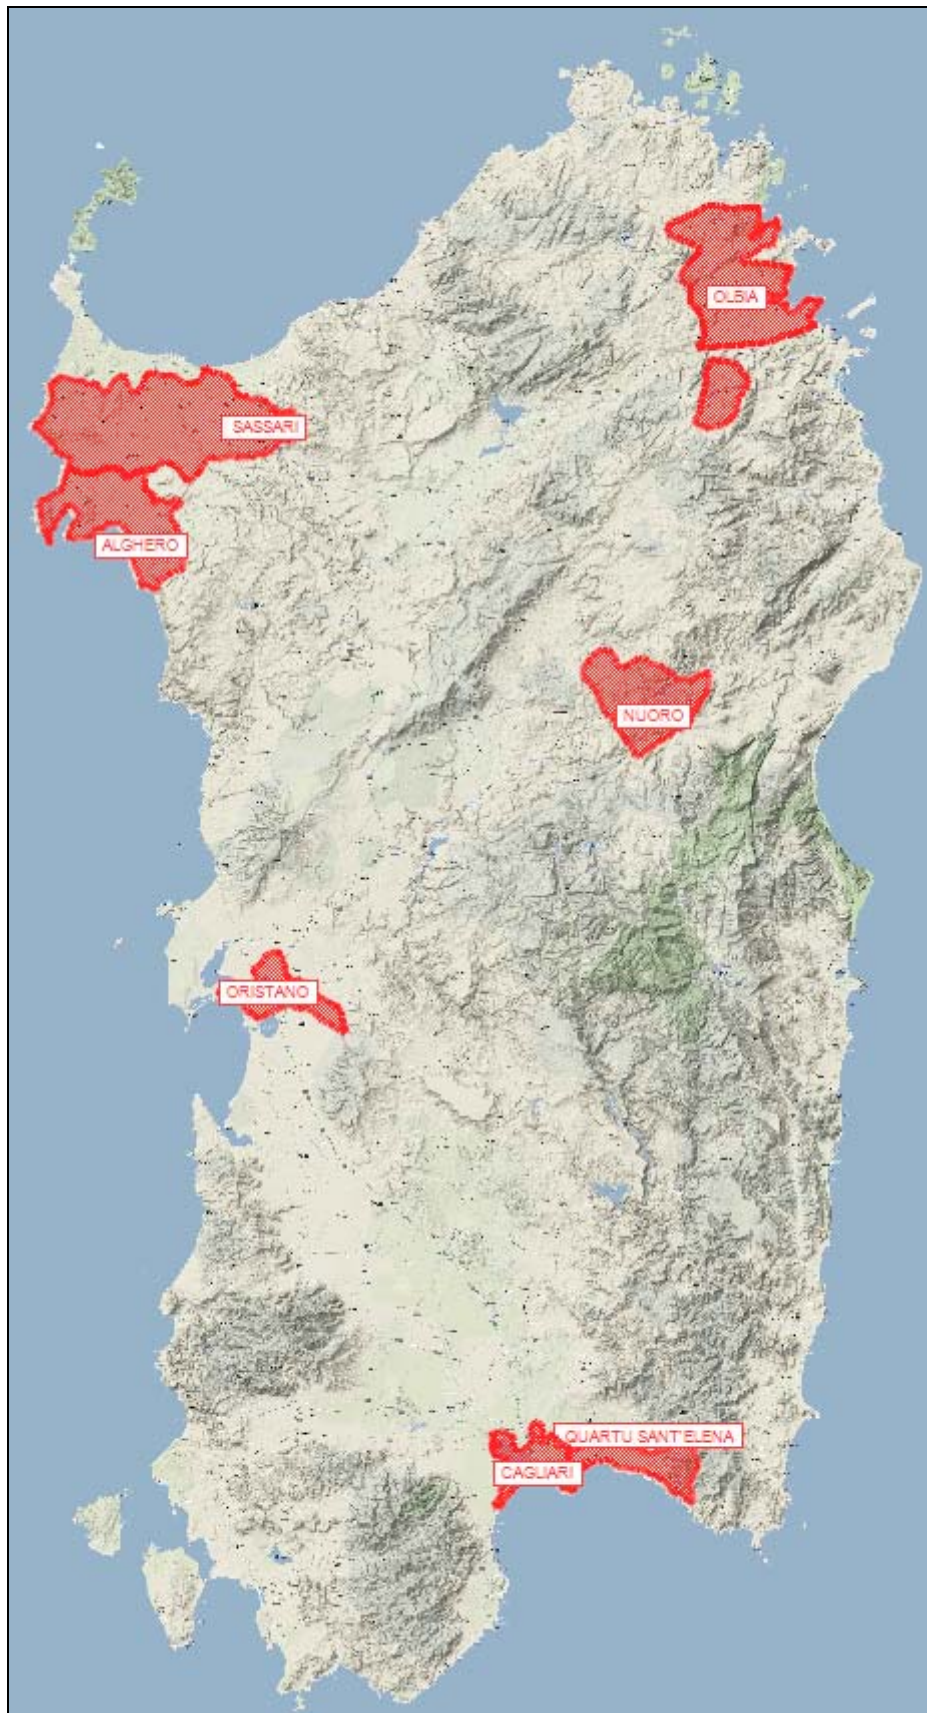 OLBIA
SASSARI
ALGHERO
NUORO
ORISTANO
QUARTU SANT'ELENA
CAGLIARI